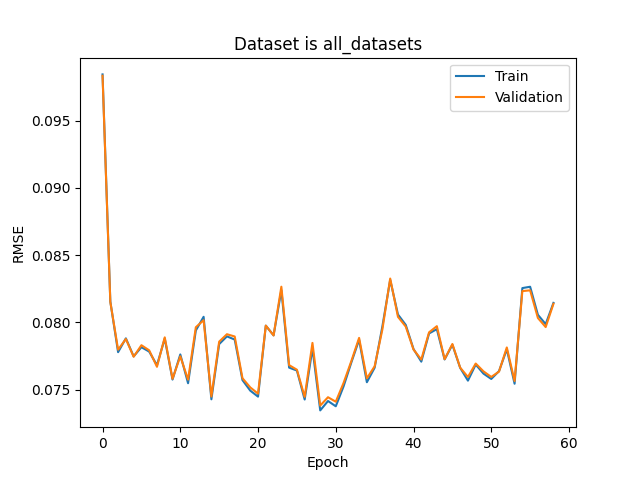 Dataset is all_datasets
Train
Validation
RMSE
0.095
0.090
0.085
0.080
0.075
0 10 20 30 40 50 60
Epoch